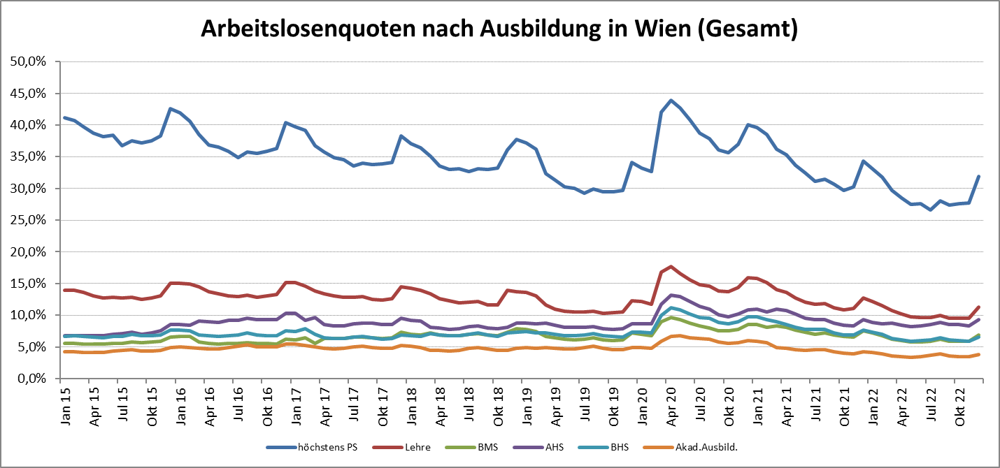 Arbeitslosenquoten nach Ausbildung in Wien (Gesamt)
50,0%
45,0%
40,0%
35,0%
30,0%
25,0%
20,0%
15,0%
10,0%
5,0%
0,0%
Jan 15
Apr 15
Jul 15
Okt 15
Jan 16
Apr 16
Jul 16
Okt 16
Jan 17
Apr 17
Jul 17
Okt 17
Jan 18
Apr 18
Jul 18
Okt 18
Jan 19
Apr 19
Jul 19
Okt 19
Jan 20
Apr 20
Jul 20
Okt 20
Jan 21
Apr 21
Jul 21
Okt 21
Jan 22
Apr 22
Jul 22
Okt 22
höchstens PS Lehre BMS AHS BHS Akad.Ausbild.